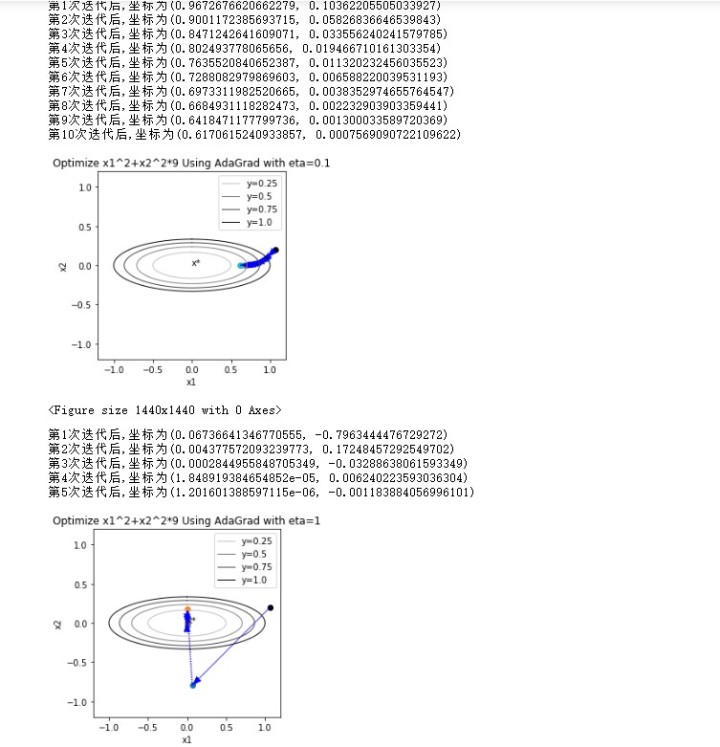 第1次迭代后,坐标为(0.9672676620662279, 0.10362205505033927)
第2次迭代后,坐标为(0.9001172385693715, 0.05826836646539843)
第3次迭代后,坐标为(0.8471242641609071, 0.033556240241579785)
第4次迭代后,坐标为(0.802493778065656, 0.019466710161303354)
第5次迭代后,坐标为(0.7635520840652387, 0.011320232456035523)
第6次迭代后,坐标为(0.7288082979869603, 0.006588220039531193)
第7次迭代后,坐标为(0.6973311982520665, 0.0038352974655764547)
第8次迭代后,坐标为(0.6684931118282473, 0.002232903903359441)
第9次迭代后,坐标为(0.6418471177799736, 0.001300033589720369)
第10次迭代后,坐标为(0.6170615240933857, 0.0007569090722109622)
Optimize x1^2+x2^2*9 Using AdaGrad with eta=0.1
y=0.25
y=0.5
y=0.75
y=1.0
1.0
0.5
0.0
−0.5
−1.0
x2
x*
−1.0 −0.5 0.0 0.5 1.0
x1
<Figure size 1440x1440 with 0 Axes>
第1次迭代后,坐标为(0.06736641346770555, -0.7963444476729272)
第2次迭代后,坐标为(0.004377572093239773, 0.17248457292549702)
第3次迭代后,坐标为(0.0002844955848705349, -0.03288638061593349)
第4次迭代后,坐标为(1.848919384654852e-05, 0.006240223593036304)
第5次迭代后,坐标为(1.201601388597115e-06, -0.001183884056996101)
Optimize x1^2+x2^2*9 Using AdaGrad with eta=1
y=0.25
y=0.5
y=0.75
y=1.0
1.0
0.5
0.0
−0.5
−1.0
x2
−1.0 −0.5 0.0 0.5 1.0
x1